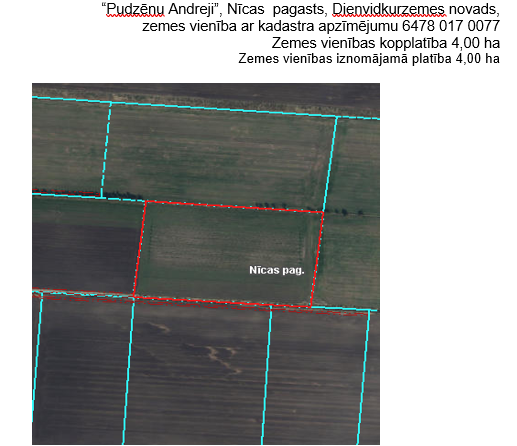 “Pudzēņu Andreji”, Nīcas pagasts, Dienvidkurzemes novads,
zemes vienība ar kadastra apzīmējumu 6478 017 0077
Zemes vienības kopplatība 4,00 ha
Zemes vienības iznomājamā platība 4,00 ha
Nīcas pag.